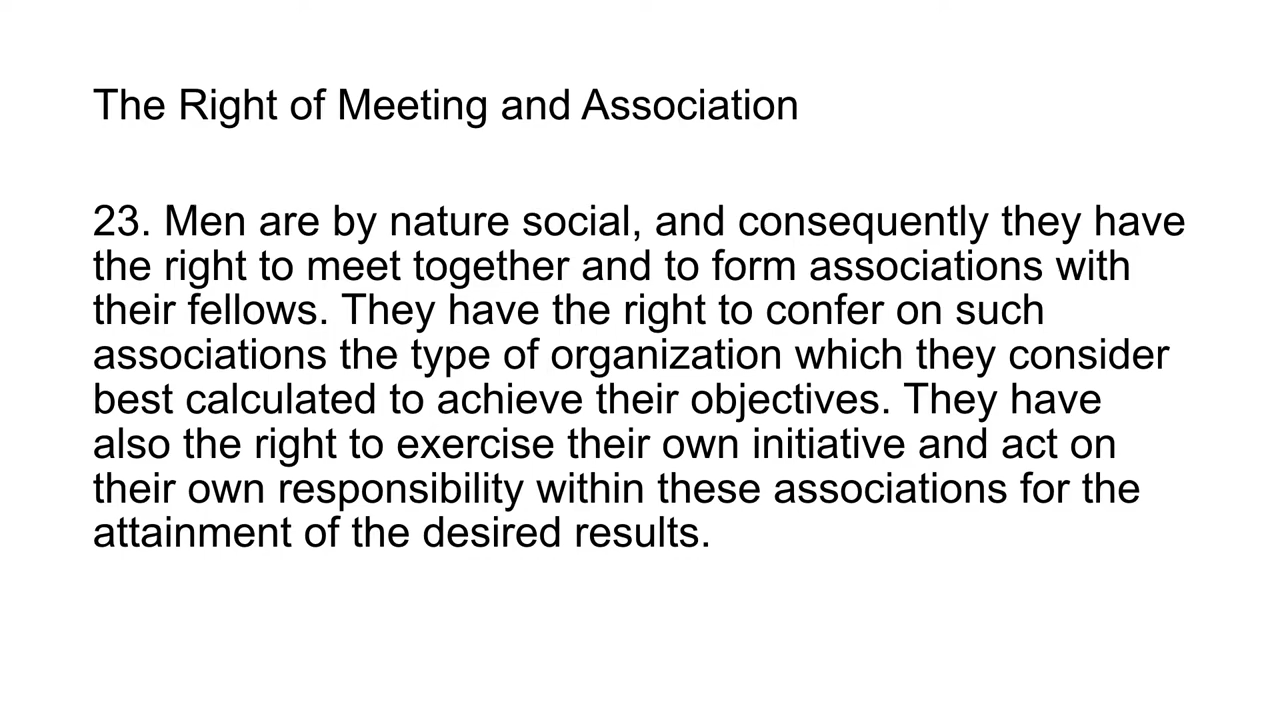 The Right of Meeting and Association
23. Men are by nature social, and consequently they have
the right to meet together and to form associations with
their fellows. They have the right to confer on such
associations the type of organization which they consider
best calculated to achieve their objectives. They have
also the right to exercise their own initiative and act on
their own responsibility within these associations for the
attainment of the desired results.